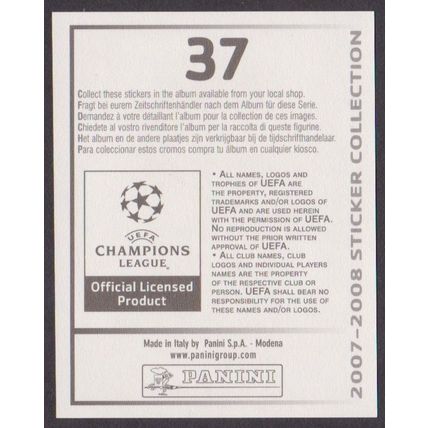 37
Collect these stickers in the album available from your local shop.
Fragt bei eurem Zeitschriftenhändler nach dem Album für diese Serie.
Demandez à votre détaillant l'album pour la collection de ces images.
Chiedete al vostro rivenditore l'album per la raccolta di queste figurine.
Het album en de andere plaatjes zijn verkrijgbaar bij de tijdschrifthandelaar.
Para coleccionar estos cromos compra tu álbum en cualquier kiosco.
UEFA
CHAMPIONS
LEAGUE
Official Licensed
Product
• ALL NAMES, LOGOS AND
TROPHIES OF UEFA ARE
THE PROPERTY, REGISTERED
TRADEMARKS AND/OR LOGOS OF
UEFA AND ARE USED HEREIN
WITH THE PERMISSION OF UEFA.
NO REPRODUCTION IS ALLOWED
WITHOUT THE PRIOR WRITTEN
APPROVAL OF UEFA.
• ALL CLUB NAMES, CLUB
LOGOS AND INDIVIDUAL PLAYERS
NAMES ARE THE PROPERTY
OF THE RESPECTIVE CLUB OR
PERSON. UEFA SHALL BEAR NO
RESPONSIBILITY FOR THE USE OF
THESE NAMES AND/OR LOGOS.
Made in Italy by Panini S.p.A. - Modena
www.paninigroup.com
PANINI
2007-2008 STICKER COLLECTION